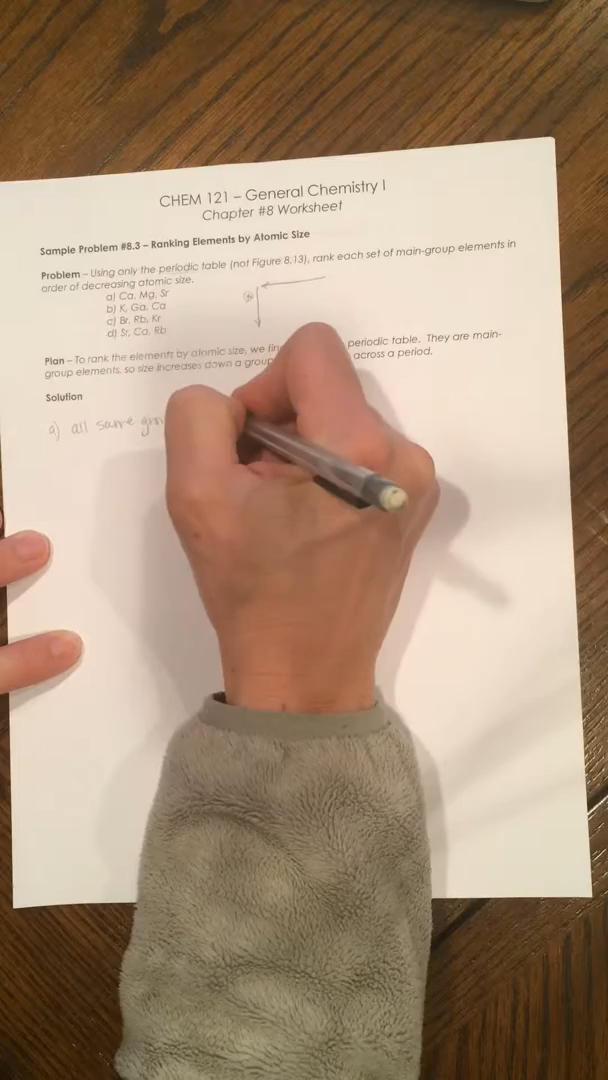 CHEM 121 – General Chemistry I
Chapter #8 Worksheet
Sample Problem #8.3 – Ranking Elements by Atomic Size
Problem – Using only the periodic table (not Figure 8.13), rank each set of main-group elements in
order of decreasing atomic size.
a) Ca, Mg, Sr
b) K, Ga, Ca
c) Br, Rb, Kr
d) Sr, Ca, Rb
Plan – To rank the elements by atomic size, we periodic table. They are main-
group elements, so size increases down a group across a period.
Solution
a) all same